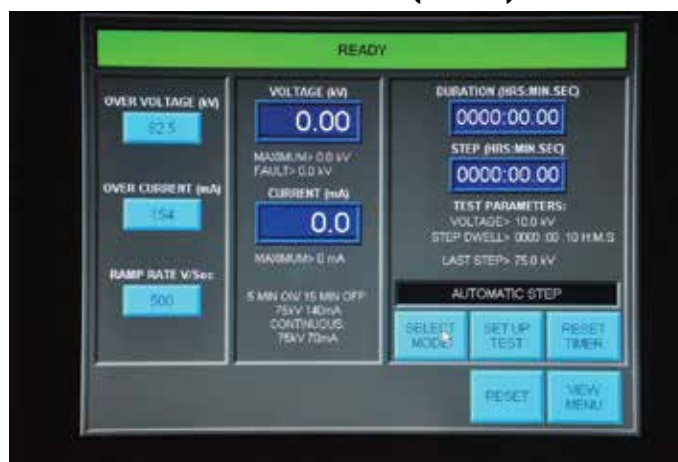 READY
OVER VOLTAGE (kV)
82.5
OVER CURRENT (mA)
154
RAMP RATE V/Sec
500
VOLTAGE (kV)
0.00
MAXIMUM> 0.0 kV
FAULT> 0.0 kV
CURRENT (mA)
0.0
MAXIMUM> 0 mA
5 MIN ON/ 15 MIN OFF
75kV 140mA
CONTINUOUS
75kV 70mA
DURATION (HRS:MIN.SEC)
0000:00.00
STEP (HRS:MIN.SEC)
0000:00.00
TEST PARAMETERS:
VOLTAGE> 10.0 kV
STEP DWELL> 0000 :00 .10 H:M.S
LAST STEP> 75.0 kV
AUTOMATIC STEP
SELECT
MODE
SET UP
TEST
RESET
TIMER
RESET
VIEW
MENU